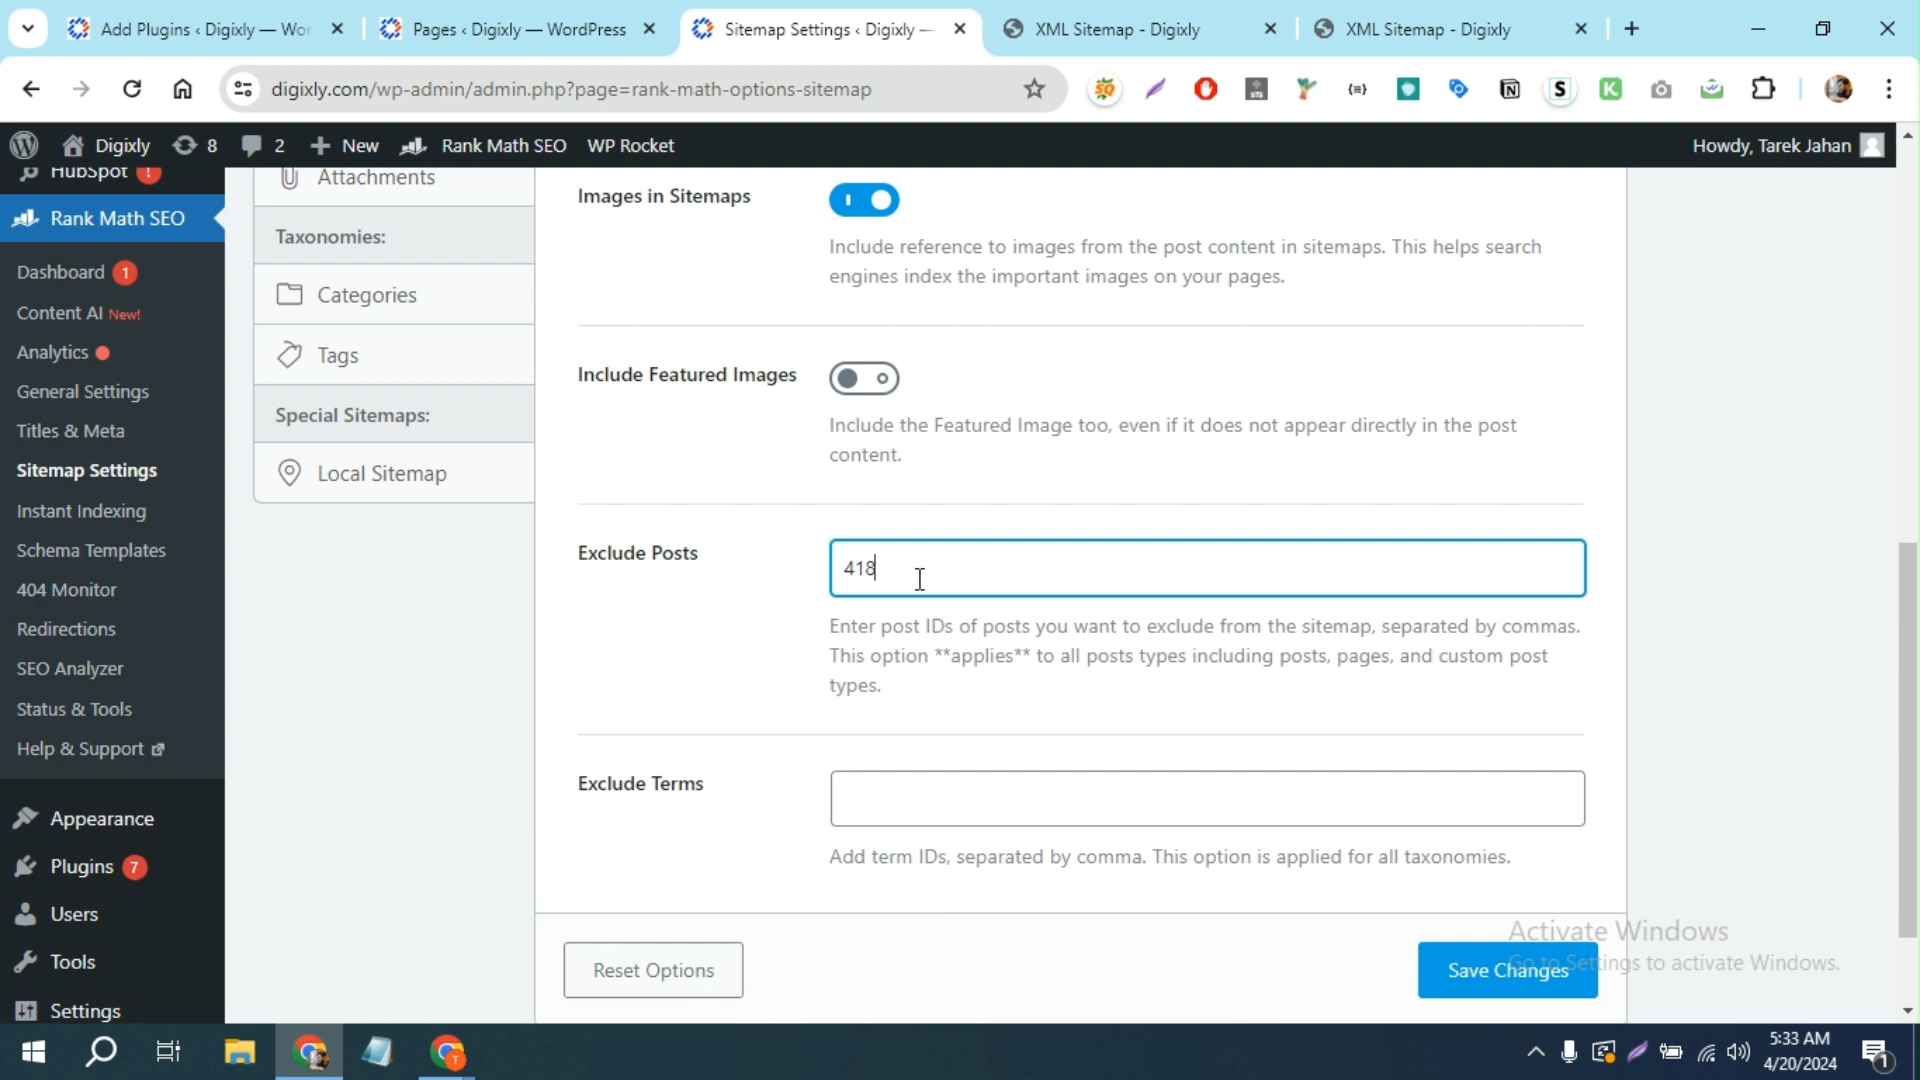 Add Plugins ‹ Digixly — Wor
Pages ‹ Digixly — WordPress
Sitemap Settings ‹ Digixly —
XML Sitemap - Digixly
XML Sitemap - Digixly
digixly.com/wp-admin/admin.php?page=rank-math-options-sitemap
Digixly
8
2
New
Rank Math SEO
WP Rocket
Howdy, Tarek Jahan
HubSpot !
Rank Math SEO
Dashboard 1
Content AI New!
Analytics
General Settings
Titles & Meta
Sitemap Settings
Instant Indexing
Schema Templates
404 Monitor
Redirections
SEO Analyzer
Status & Tools
Help & Support
Appearance
Plugins 7
Users
Tools
Settings
Attachments
Taxonomies:
Categories
Tags
Special Sitemaps:
Local Sitemap
Images in Sitemaps
Include reference to images from the post content in sitemaps. This helps search
engines index the important images on your pages.
Include Featured Images
Include the Featured Image too, even if it does not appear directly in the post
content.
Exclude Posts
418
Enter post IDs of posts you want to exclude from the sitemap, separated by commas.
This option **applies** to all posts types including posts, pages, and custom post
types.
Exclude Terms
Add term IDs, separated by comma. This option is applied for all taxonomies.
Reset Options
Save Changes
Activate Windows
Go to Settings to activate Windows.
5:33 AM
4/20/2024
1